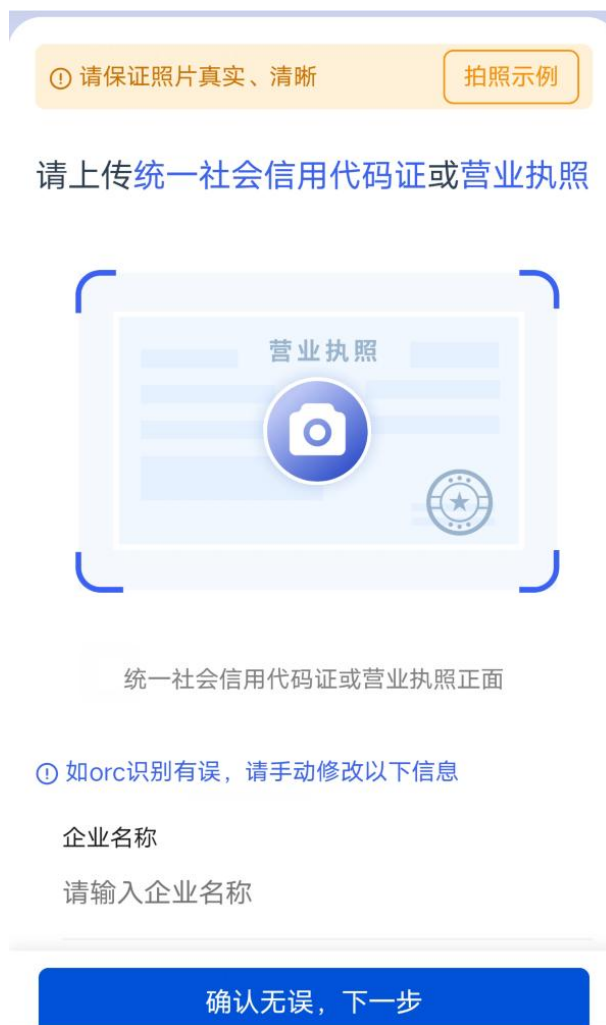 请保证照片真实、清晰
拍照示例
请上传统一社会信用代码证或营业执照
营业执照
统一社会信用代码证或营业执照正面
如orc识别有误，请手动修改以下信息
企业名称
请输入企业名称
确认无误，下一步